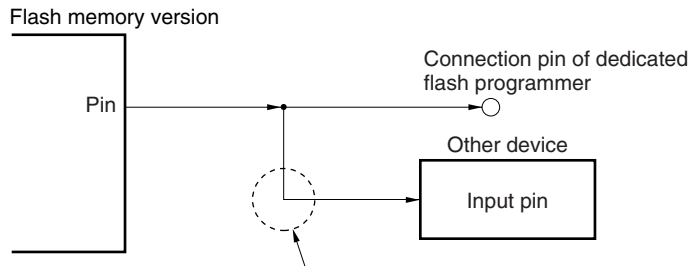 Flash memory version
Connection pin of dedicated
flash programmer
Pin
Other device
Input pin